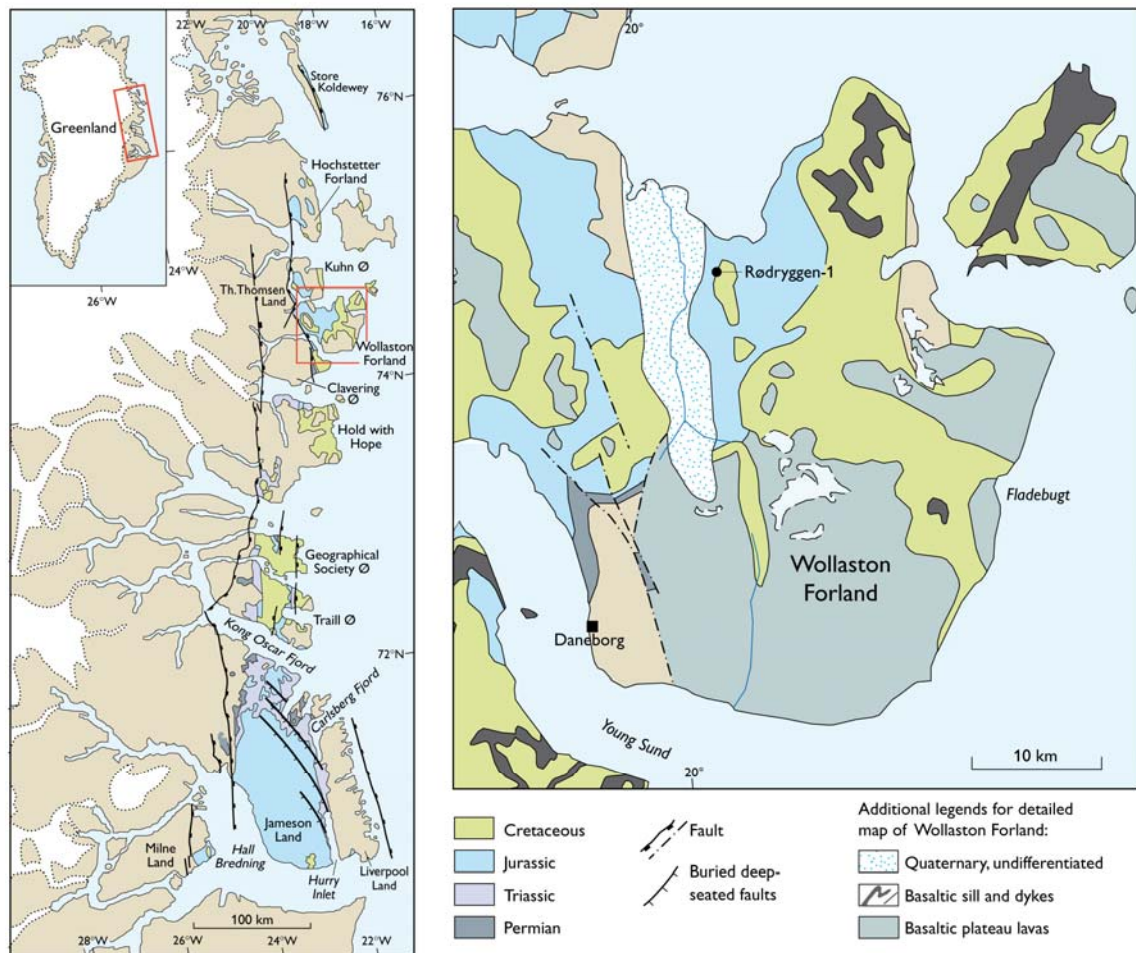 22°W
20°W
18°W
16°W
Greenland
24°W
26°W
Store
Koldewey
76°N
Hochstetter
Forland
Kuhn Ø
Th. Thomsen
Land
Wollaston
Forland
74°N
Clavering
Ø
Hold with
Hope
Geographical
Society Ø
Traill Ø
Kong Oscar Fjord
72°N
Carlsberg Fjord
Jameson
Land
Milne
Land
Hall
Bredning
Hurry
Inlet
Liverpool
Land
100 km
28°W
26°W
24°W
22°W
20°
Rødryggen-1
Fladebugt
Wollaston
Forland
Daneborg
Young Sund
20°
10 km
Cretaceous
Jurassic
Triassic
Permian
Fault
Buried deep-
seated faults
Additional legends for detailed
map of Wollaston Forland:
Quaternary, undifferentiated
Basaltic sill and dykes
Basaltic plateau lavas